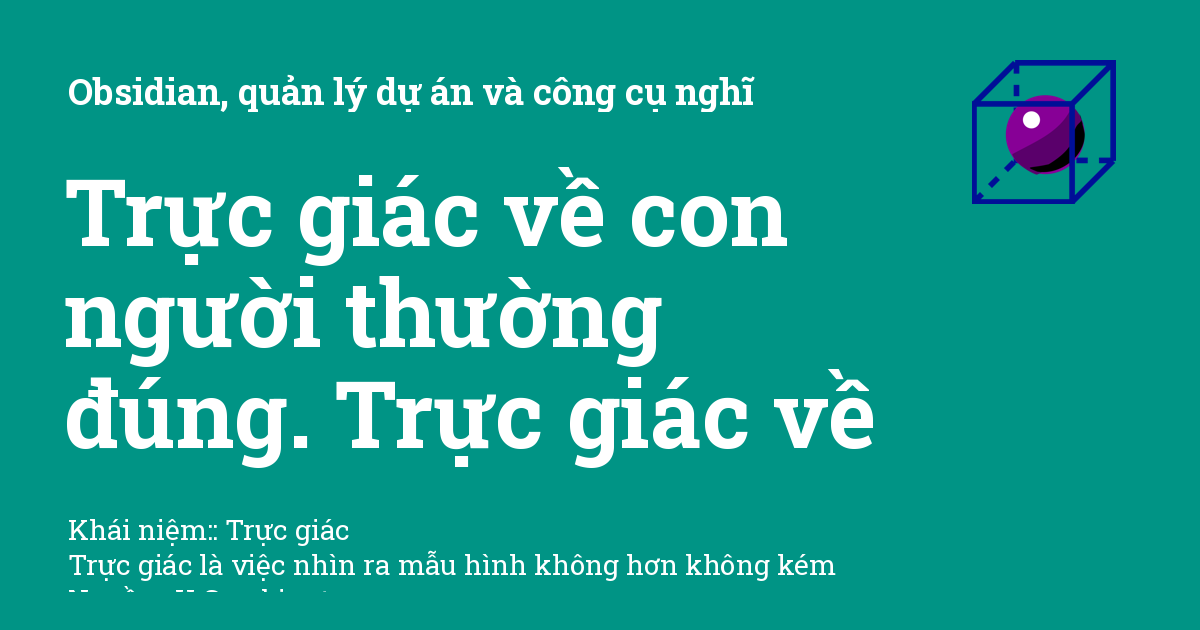 Obsidian, quản lý dự án và công cụ nghĩ
Trực giác về con
người thường
đúng. Trực giác về
Khái niệm:: Trực giác
Trực giác là việc nhìn ra mẫu hình không hơn không kém